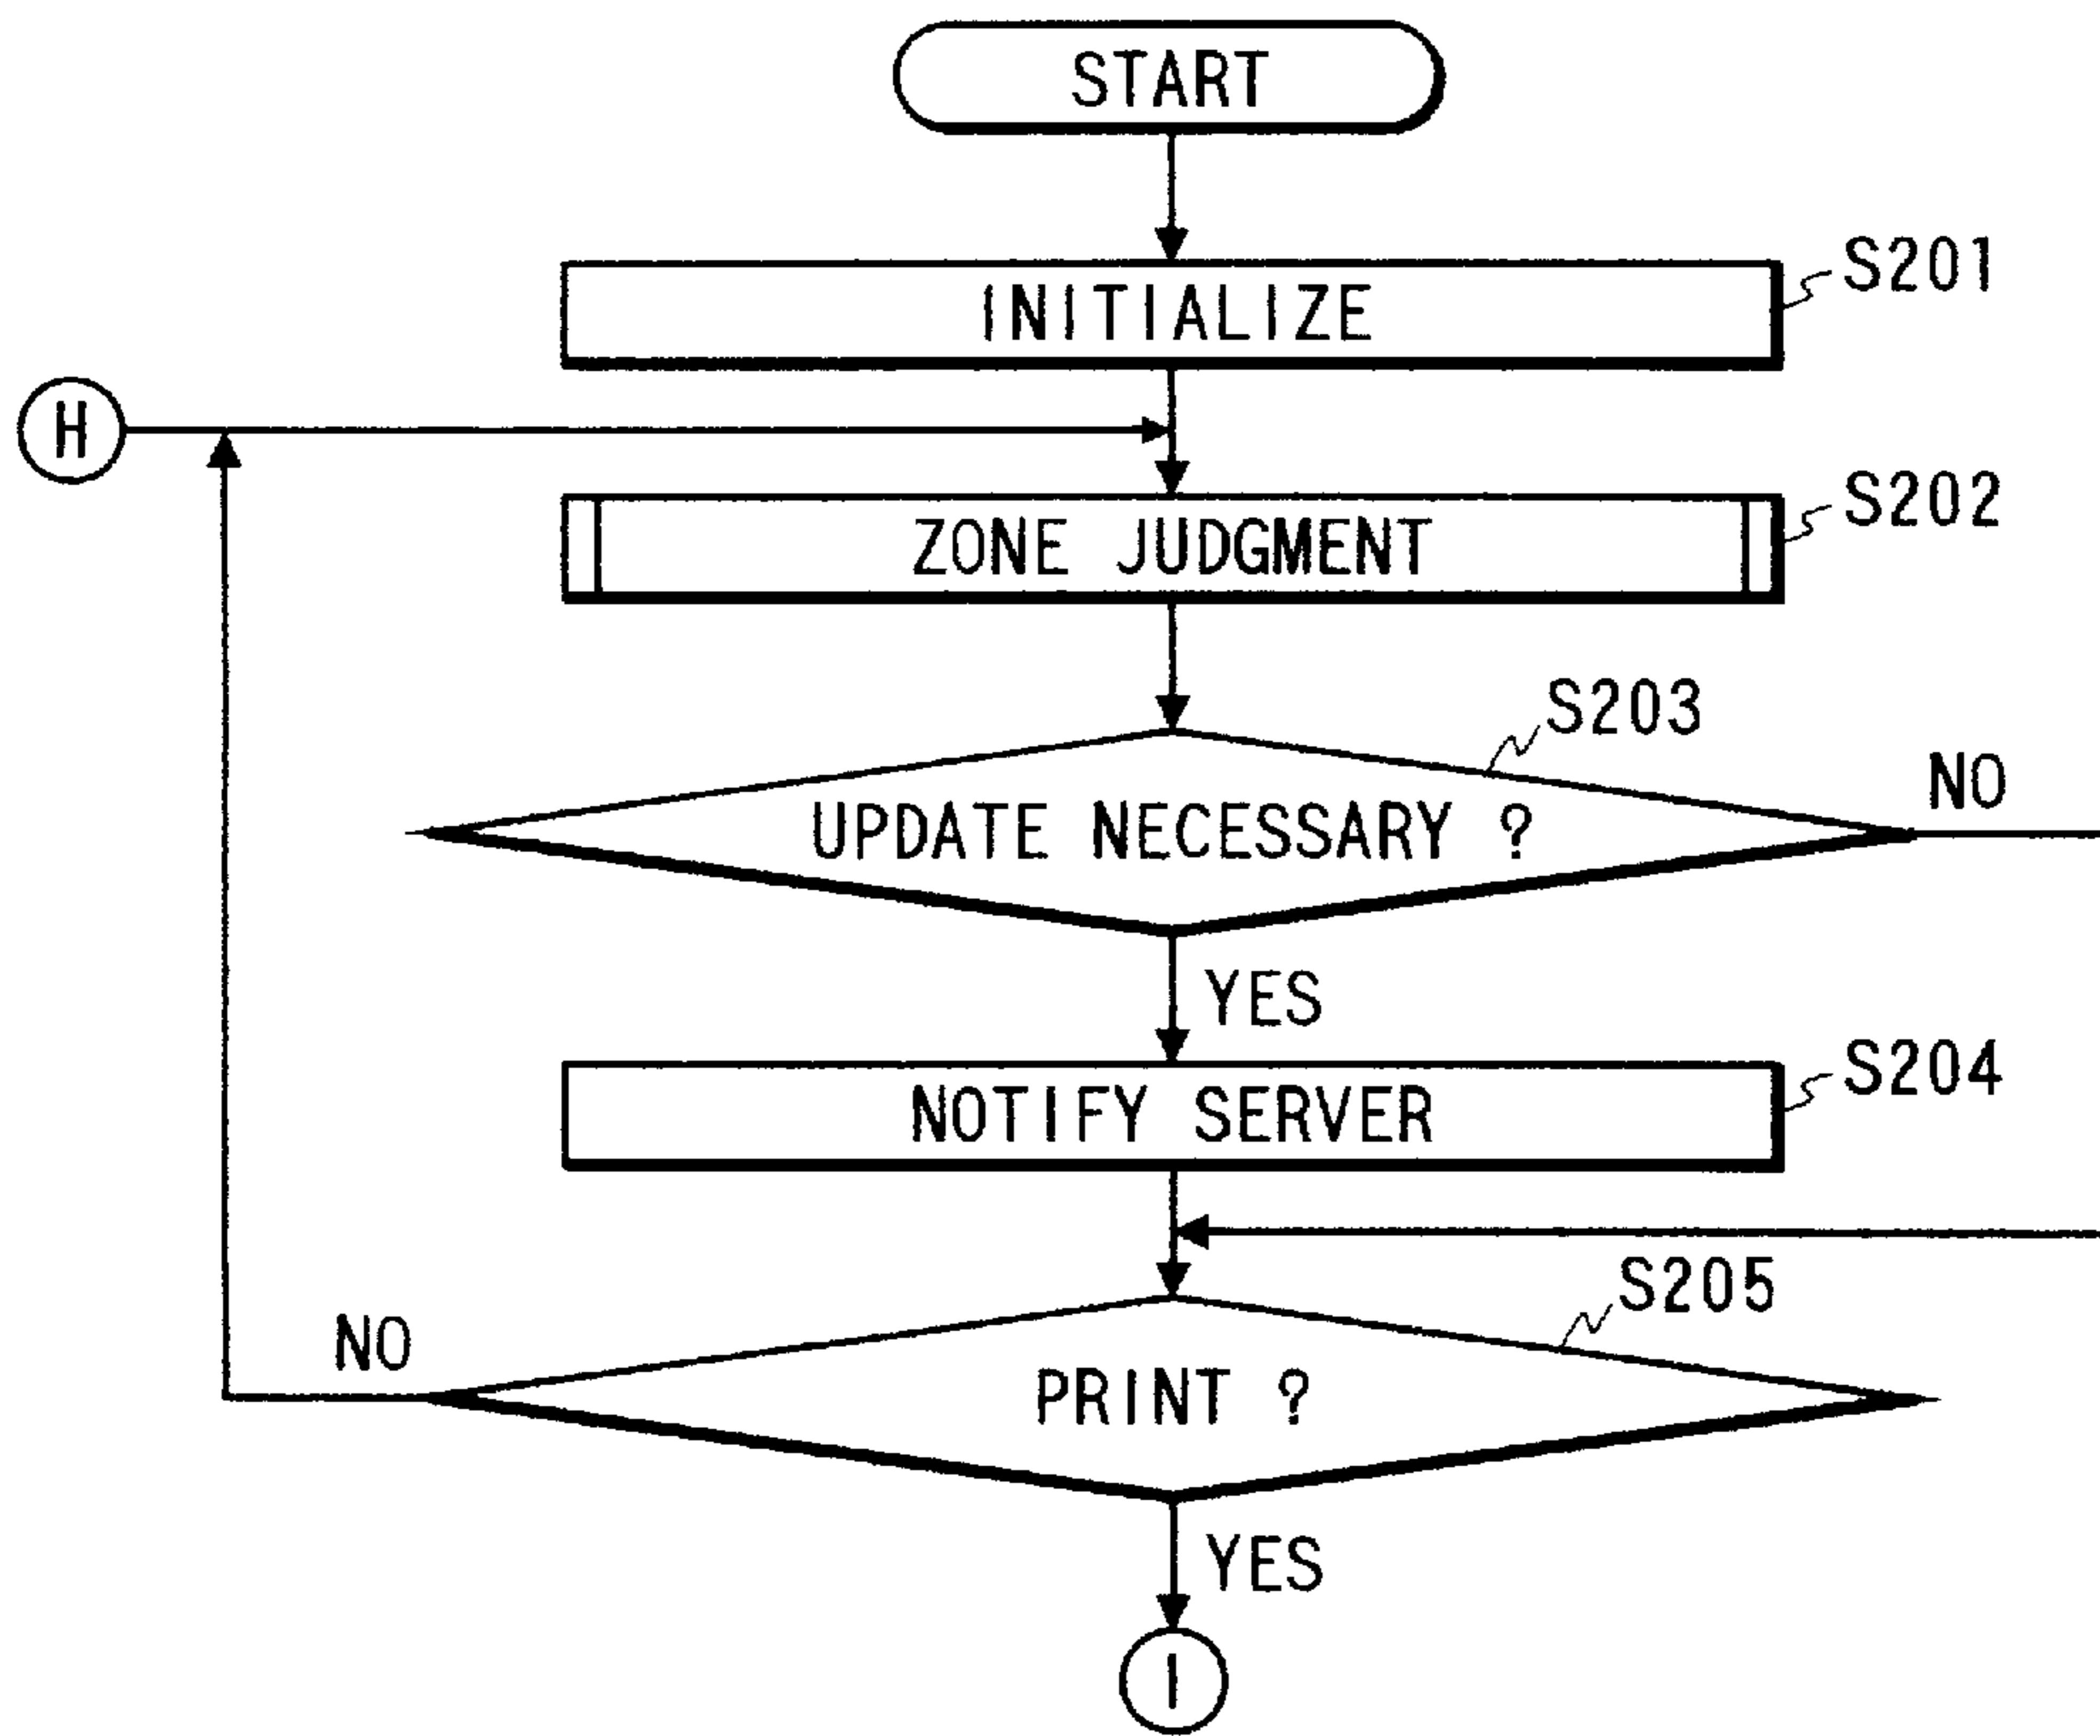 START
INITIALIZE
S201
H
ZONE JUDGMENT
S202
S203
UPDATE NECESSARY ?
NO
YES
NOTIFY SERVER
S204
S205
NO
PRINT ?
YES
I